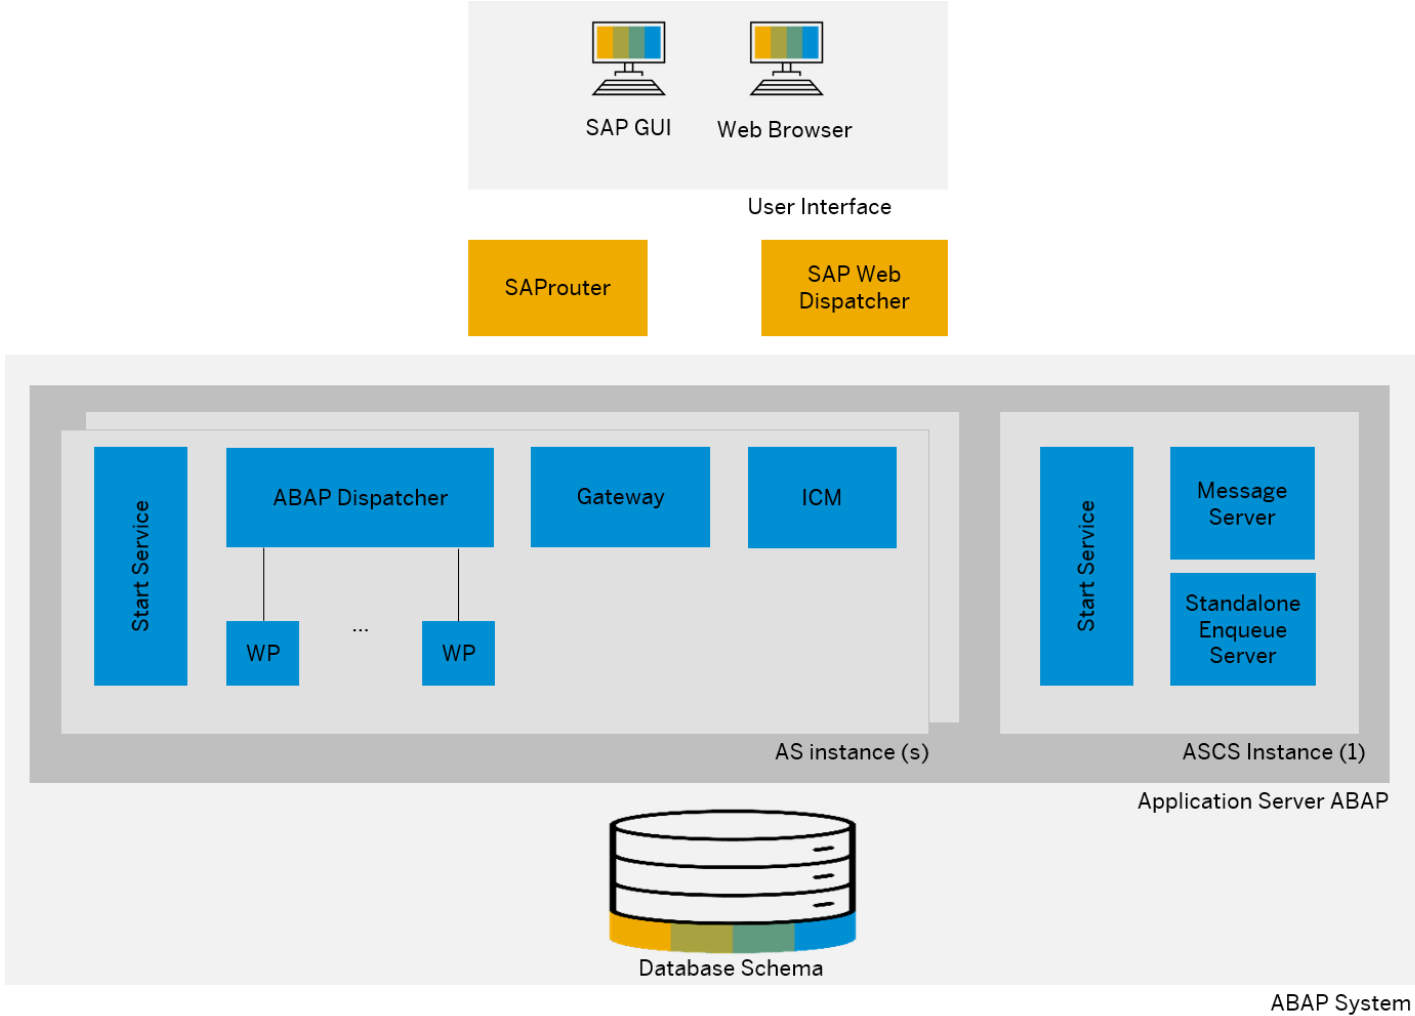 SAP GUI
Web Browser
User Interface
SAProuter
SAP Web
Dispatcher
Start Service
ABAP Dispatcher
Gateway
ICM
WP
...
WP
AS instance (s)
Start Service
Message
Server
Standalone
Enqueue
Server
ASCS Instance (1)
Application Server ABAP
Database Schema
ABAP System